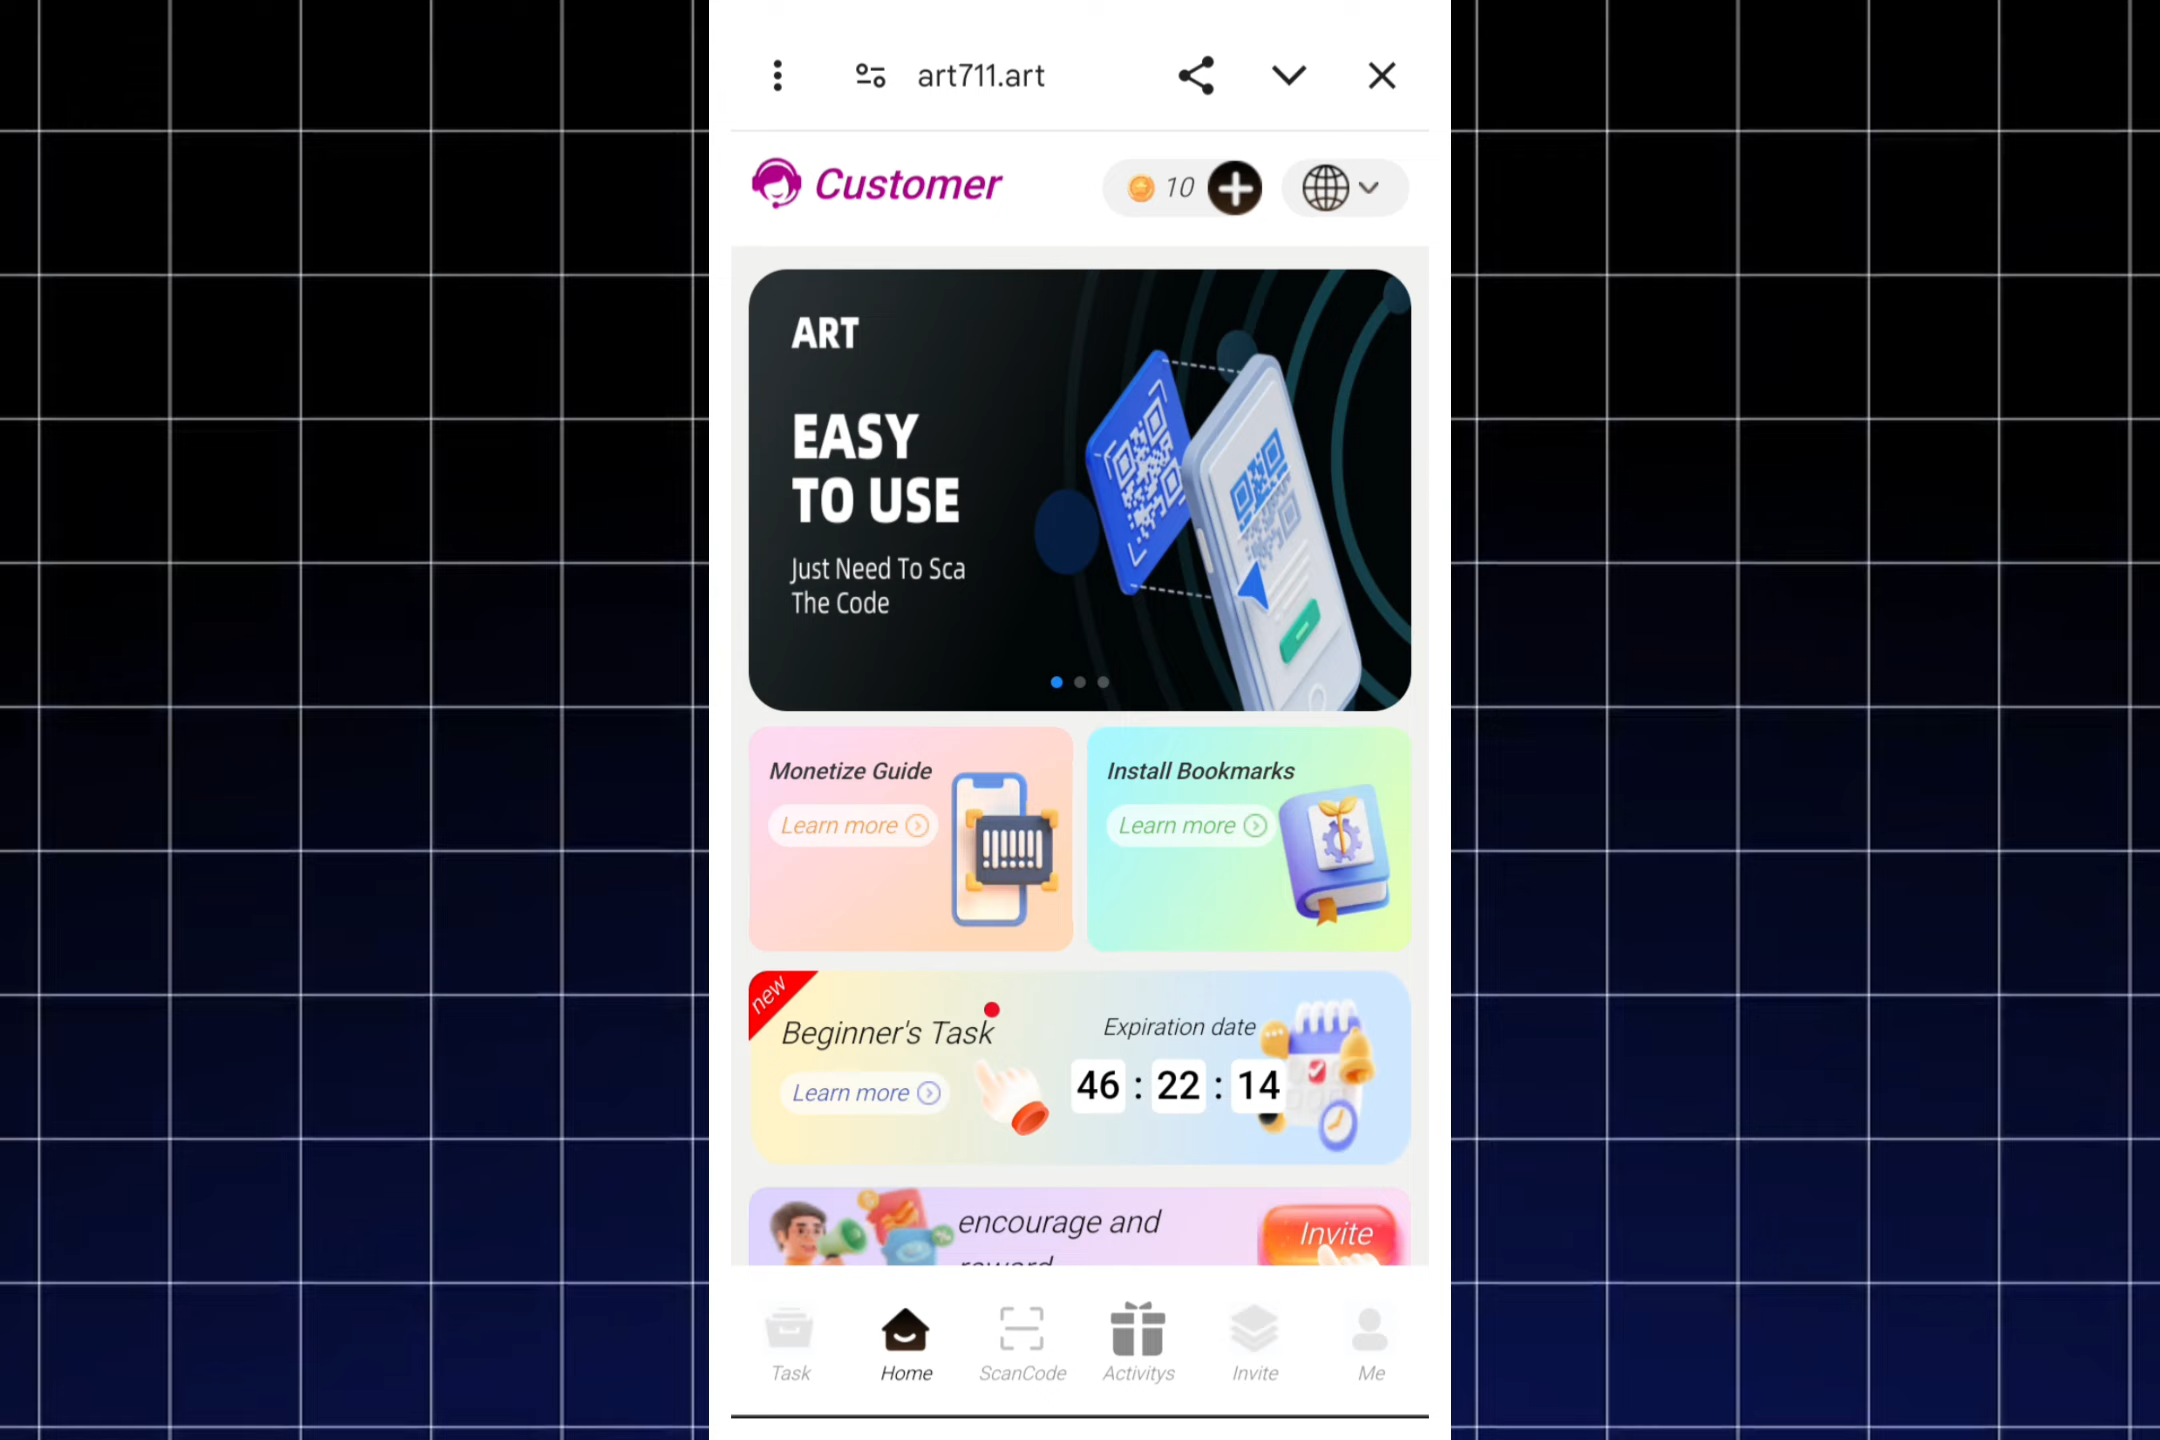 art711.art
Customer
10
ART
EASY
TO USE
Just Need To Sca
The Code
Monetize Guide
Learn more
Install Bookmarks
Learn more
new
Beginner's Task
Learn more
Expiration date
46 : 22 : 14
encourage and
reward
Invite
Task
Home
ScanCode
Activitys
Invite
Me